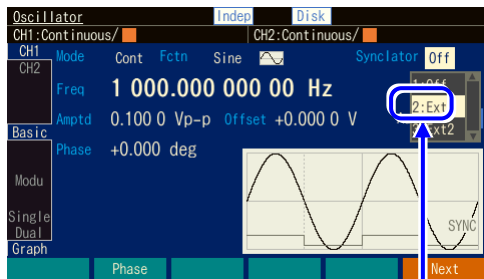 Oscillator Indep Disk
CH1:Continuous/ CH2:Continuous/
CH1 Mode Cont Fctn Sine Synclator Off
CH2
Freq 1 000.000 000 00 Hz
1:Off
2:Ext
Amptd 0.100 0 Vp-p Offset +0.000 0 V
Ext2
Basic
Phase +0.000 deg
Modu
Single
Dual
SYNC
Graph
Phase Next